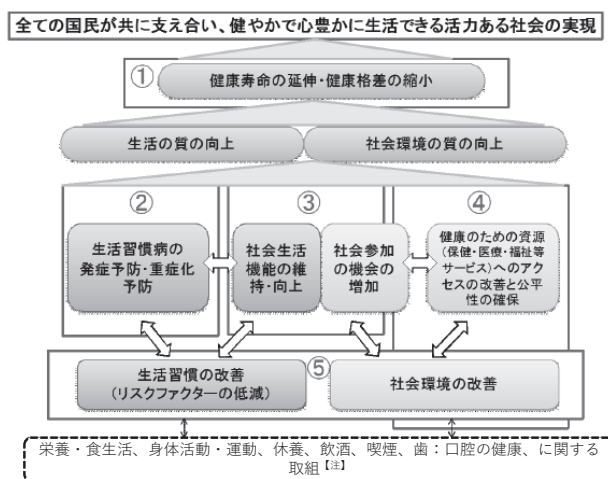 全ての国民が共に支え合い、健やかで心豊かに生活できる活力ある社会の実現
①
健康寿命の延伸・健康格差の縮小
生活の質の向上
社会環境の質の向上
②
生活習慣病の
発症予防・重症化
予防
③
社会生活
機能の維
持・向上
社会参加
の機会の
増加
④
健康のための資源
(保健・医療・福祉等
サービス)へのアク
セスの改善と公平
性の確保
⑤
生活習慣の改善
(リスクファクターの低減)
社会環境の改善
栄養・食生活、身体活動・運動、休養、飲酒、喫煙、歯：口腔の健康、に関する
取組【注】